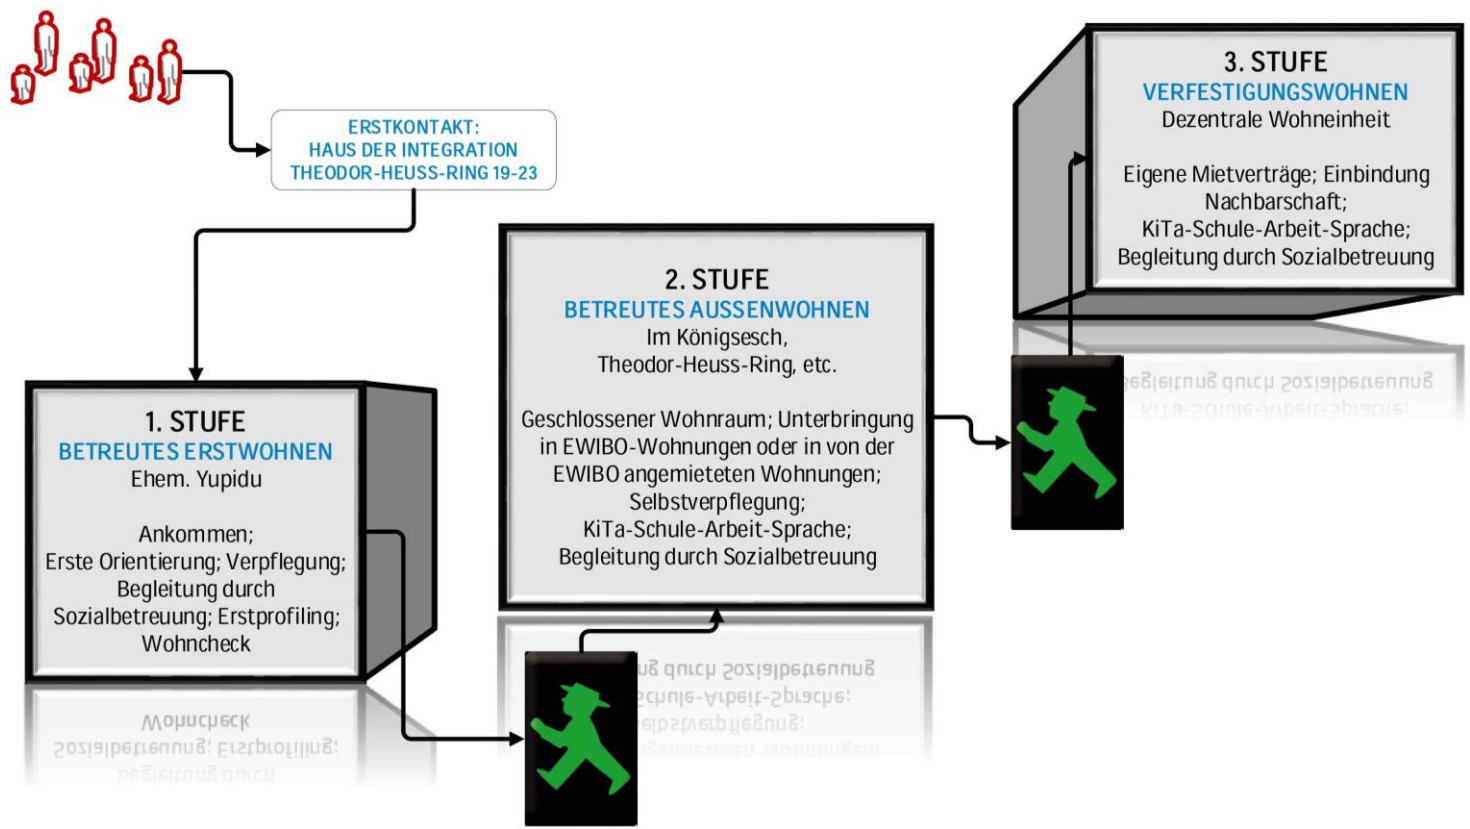 ERSTKONTAKT:
HAUS DER INTEGRATION
THEODOR-HEUSS-RING 19-23
1. STUFE
BETREUTES ERSTWOHNEN
Ehem. Yupidu
Ankommen;
Erste Orientierung; Verpflegung;
Begleitung durch
Sozialbetreuung; Erstprofiling;
Wohncheck
2. STUFE
BETREUTES AUSSENWOHNEN
Im Königsesch,
Theodor-Heuss-Ring, etc.
Geschlossener Wohnraum; Unterbringung
in EWIBO-Wohnungen oder in von der
EWIBO angemieteten Wohnungen;
Selbstverpflegung;
KiTa-Schule-Arbeit-Sprache;
Begleitung durch Sozialbetreuung
3. STUFE
VERFESTIGUNGSWOHNEN
Dezentrale Wohneinheit
Eigene Mietverträge; Einbindung
Nachbarschaft;
KiTa-Schule-Arbeit-Sprache;
Begleitung durch Sozialbetreuung